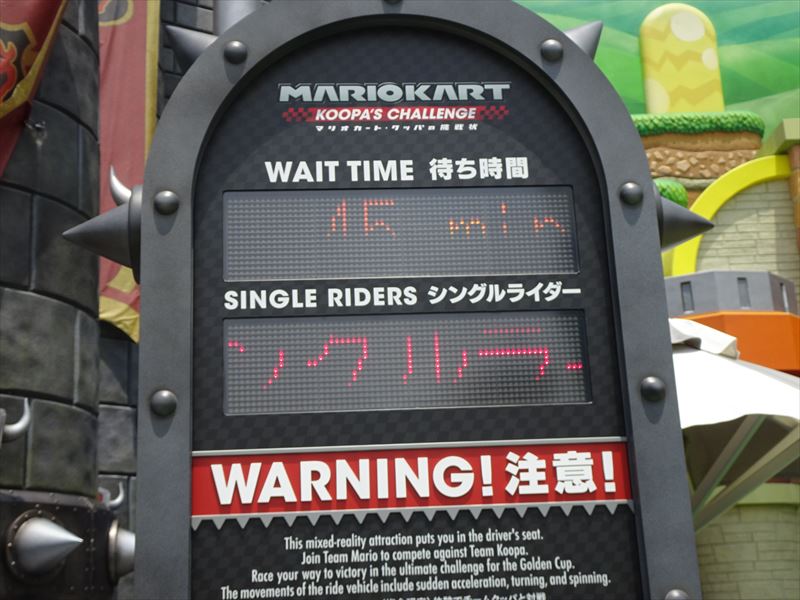 MARIOKART
KOOPA'S CHALLENGE
マリオカート・クッパの挑戦状
WAIT TIME 待ち時間
45 min
SINGLE RIDERS シングルライダー
ングルラ
WARNING! 注意!
This mixed-reality attraction puts you in the driver's seat.
Join Team Mario to compete against Team Koopa.
Race your way to victory in the ultimate challenge for the Golden Cup.
The movements of the ride vehicle include sudden acceleration, turning, and spinning.